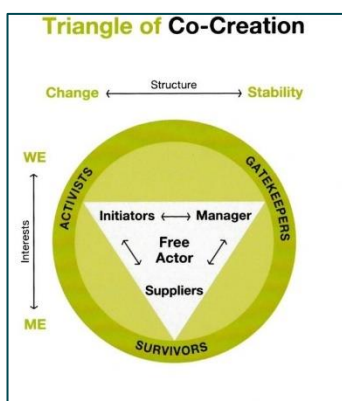 Triangle of Co-Creation
Structure
Change
Stability
WE
Interests
ME
ACTIVISTS
GATEKEEPERS
Initiators
Manager
Free
Actor
Suppliers
SURVIVORS